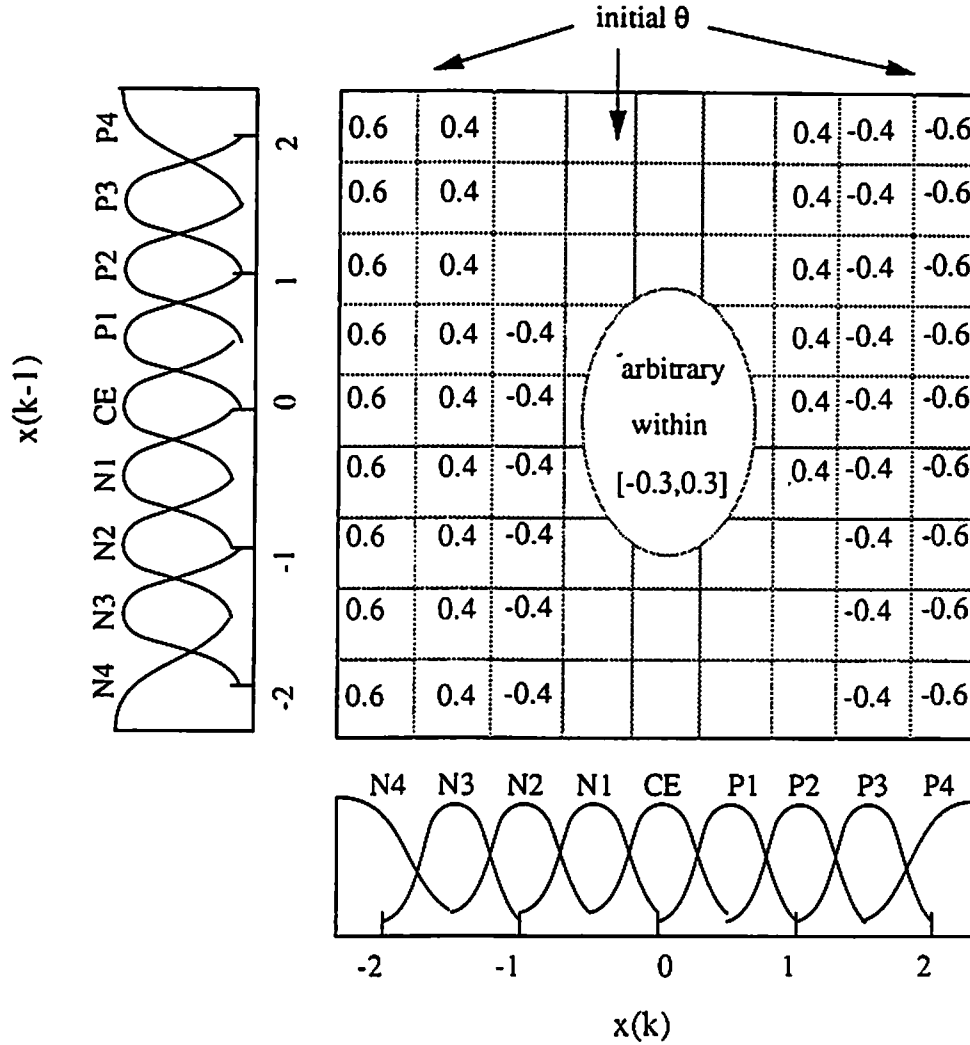 initial θ
P4 2 0.6 0.4 0.4 -0.4 -0.6
P3 0.6 0.4 0.4 -0.4 -0.6
P2 1 0.6 0.4 0.4 -0.4 -0.6
P1 0.6 0.4 -0.4 arbitrary 0.4 -0.4 -0.6
x(k-1) CE 0 0.6 0.4 -0.4 within 0.4 -0.4 -0.6
N1 0.6 0.4 -0.4 [-0.3,0.3] 0.4 -0.4 -0.6
N2 -1 0.6 0.4 -0.4 -0.4 -0.6
N3 0.6 0.4 -0.4 -0.4 -0.6
N4 -2 0.6 0.4 -0.4 -0.4 -0.6
N4 N3 N2 N1 CE P1 P2 P3 P4
-2 -1 0 1 2
x(k)